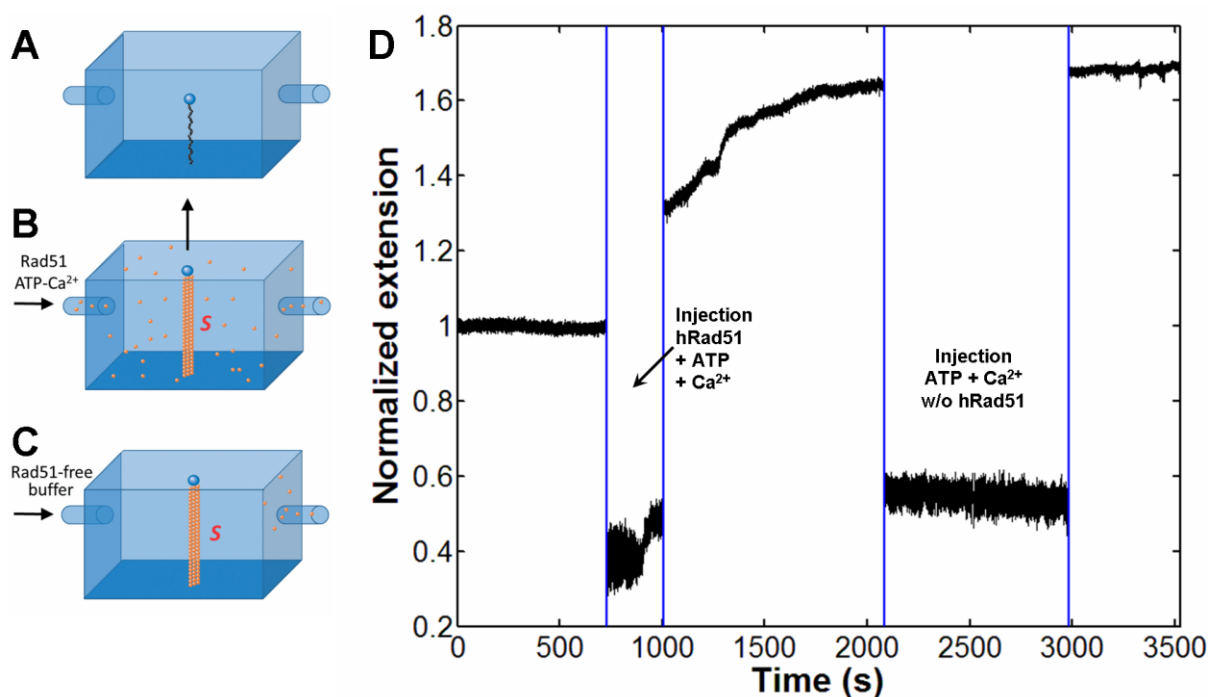 A
B
Rad51
ATP-Ca²⁺
S
C
Rad51-free
buffer
S
D
Normalized extension
1.8
1.6
1.4
1.2
1
0.8
0.6
0.4
0.2
Injection
hRad51
+ ATP
+ Ca²⁺
Injection
ATP + Ca²⁺
w/o hRad51
0 500 1000 1500 2000 2500 3000 3500
Time (s)